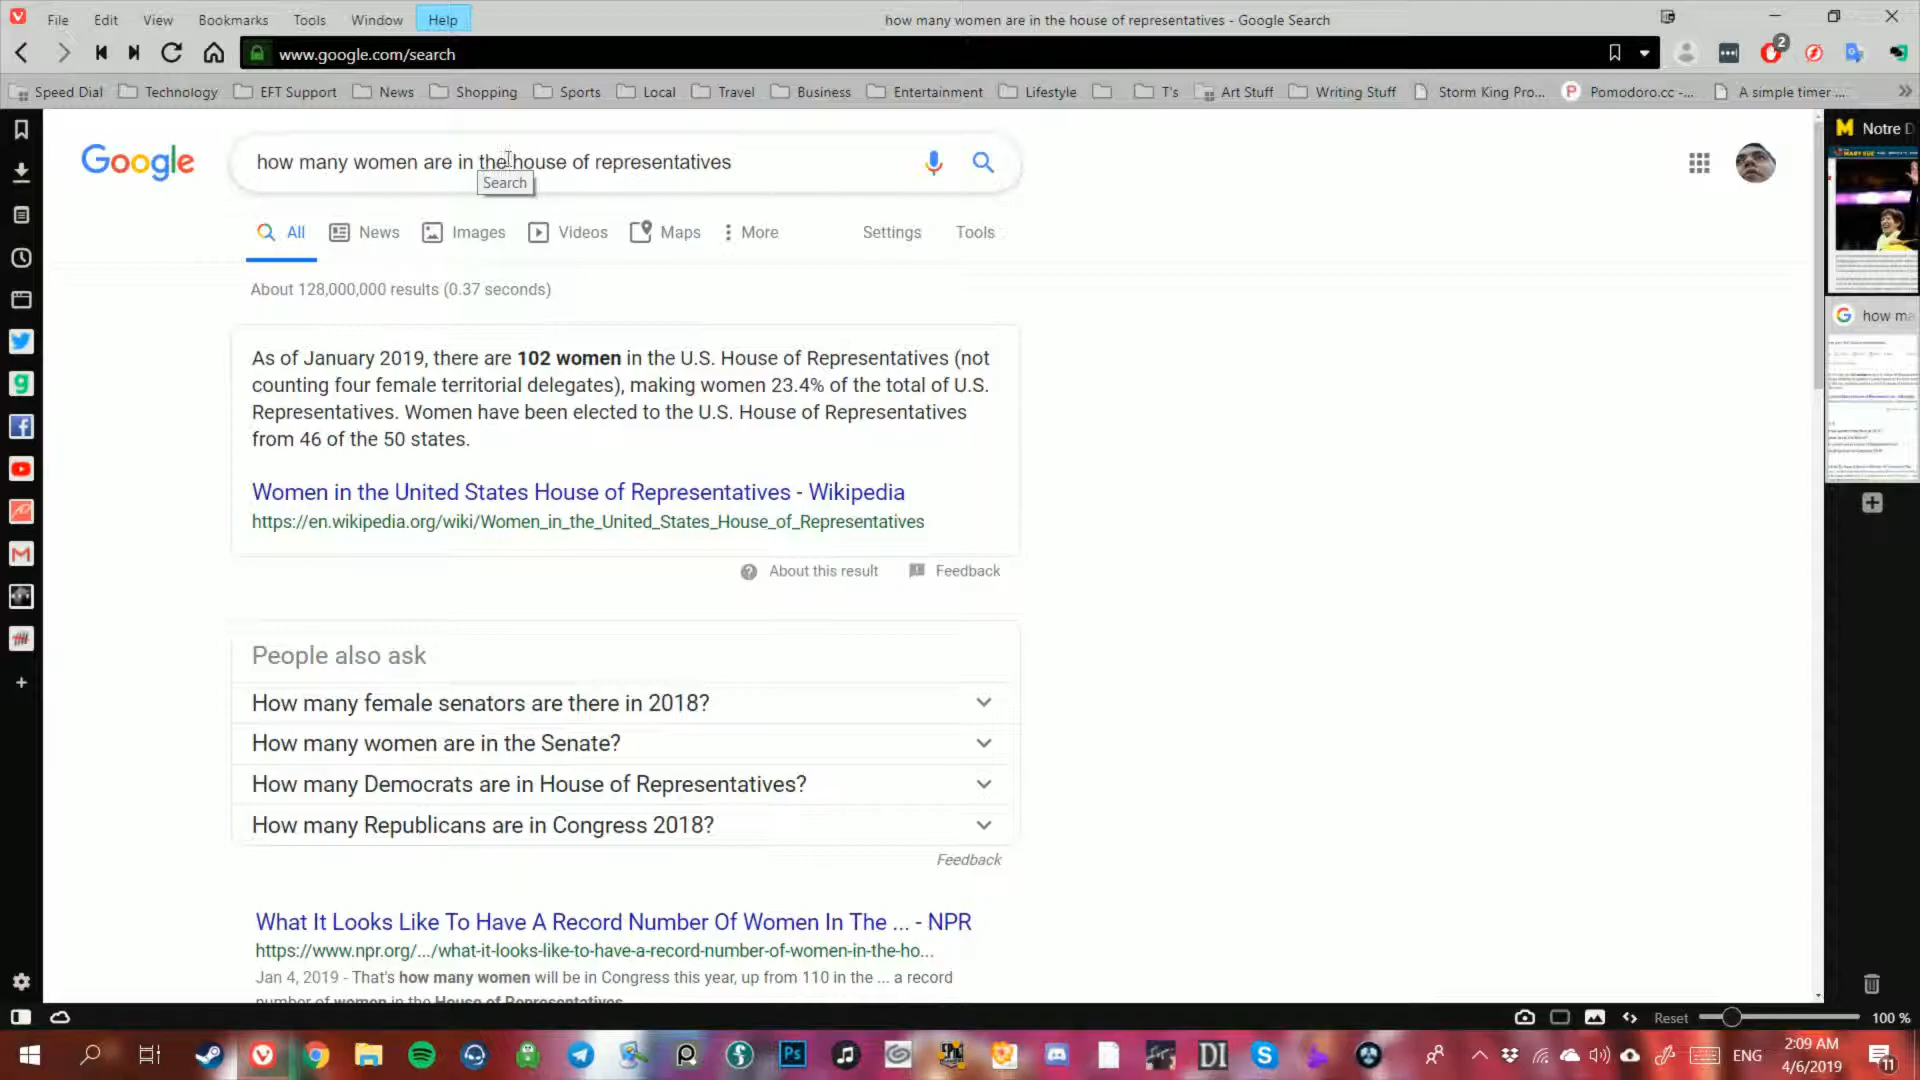 File Edit View Bookmarks Tools Window Help
how many women are in the house of representatives - Google Search
www.google.com/search
2
Speed Dial Technology EFT Support News Shopping Sports Local Travel Business Entertainment Lifestyle T's Art Stuff Writing Stuff Storm King Pro... Pomodoro.cc -... A simple timer ...
Notre D
Google
how many women are in the house of representatives
Search
All News Images Videos Maps More Settings Tools
About 128,000,000 results (0.37 seconds)
how ma
As of January 2019, there are 102 women in the U.S. House of Representatives (not
counting four female territorial delegates), making women 23.4% of the total of U.S.
Representatives. Women have been elected to the U.S. House of Representatives
from 46 of the 50 states.
Women in the United States House of Representatives - Wikipedia
https://en.wikipedia.org/wiki/Women_in_the_United_States_House_of_Representatives
About this result Feedback
People also ask
How many female senators are there in 2018?
How many women are in the Senate?
How many Democrats are in House of Representatives?
How many Republicans are in Congress 2018?
Feedback
What It Looks Like To Have A Record Number Of Women In The ... - NPR
https://www.npr.org/.../what-it-looks-like-to-have-a-record-number-of-women-in-the-ho...
Jan 4, 2019 - That's how many women will be in Congress this year, up from 110 in the ... a record
number of women in the House of Representatives
Reset 100 %
Ps DI ENG
2:09 AM
4/6/2019
11